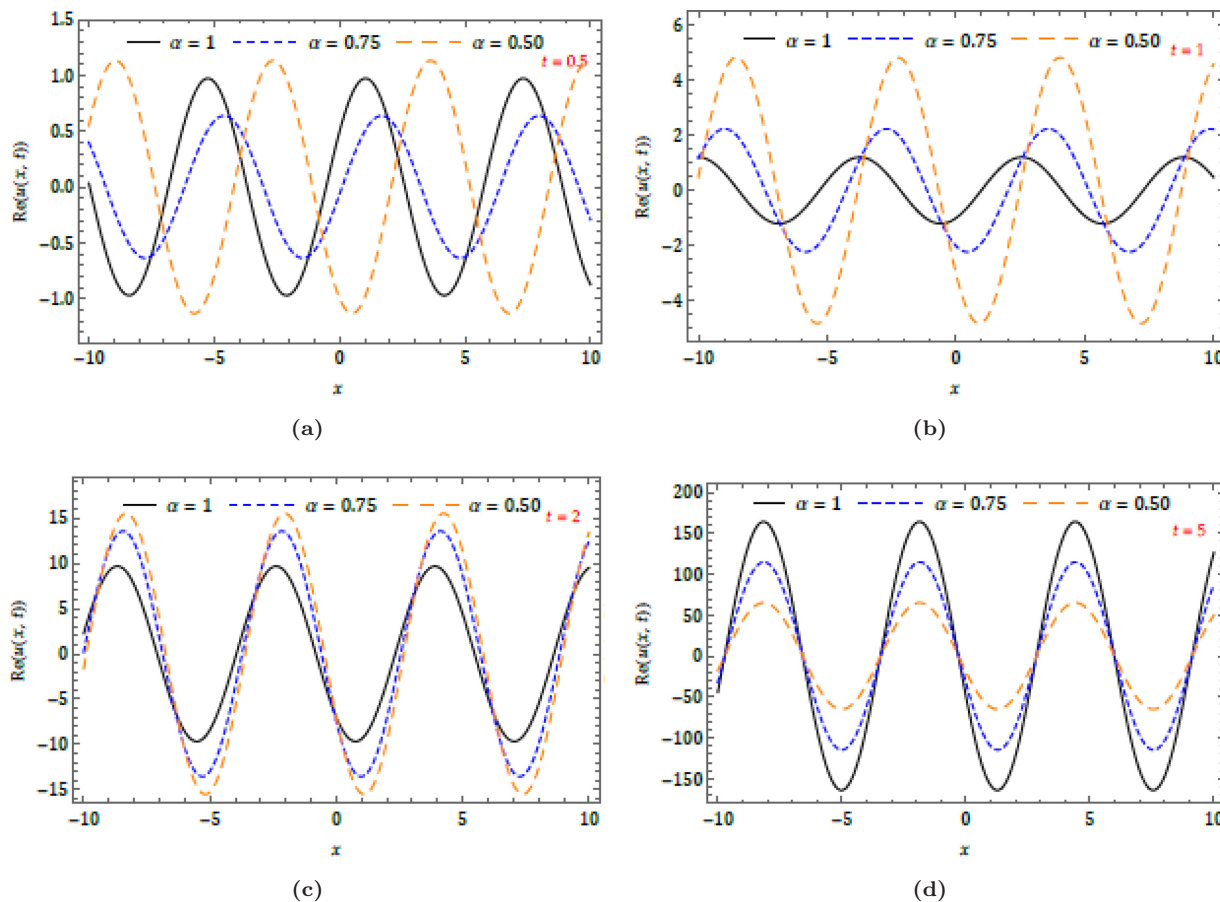 α = 1 α = 0.75 α = 0.50
t = 0.5
1.5
1.0
0.5
0.0
−0.5
−1.0
Re(u(x, t))
−10 −5 0 5 10
x
(a)
α = 1 α = 0.75 α = 0.50
t = 1
6
4
2
0
−2
−4
Re(u(x, t))
−10 −5 0 5 10
x
(b)
α = 1 α = 0.75 α = 0.50
t = 2
15
10
5
0
−5
−10
−15
Re(u(x, t))
−10 −5 0 5 10
x
(c)
α = 1 α = 0.75 α = 0.50
t = 5
200
150
100
50
0
−50
−100
−150
Re(u(x, t))
−10 −5 0 5 10
x
(d)